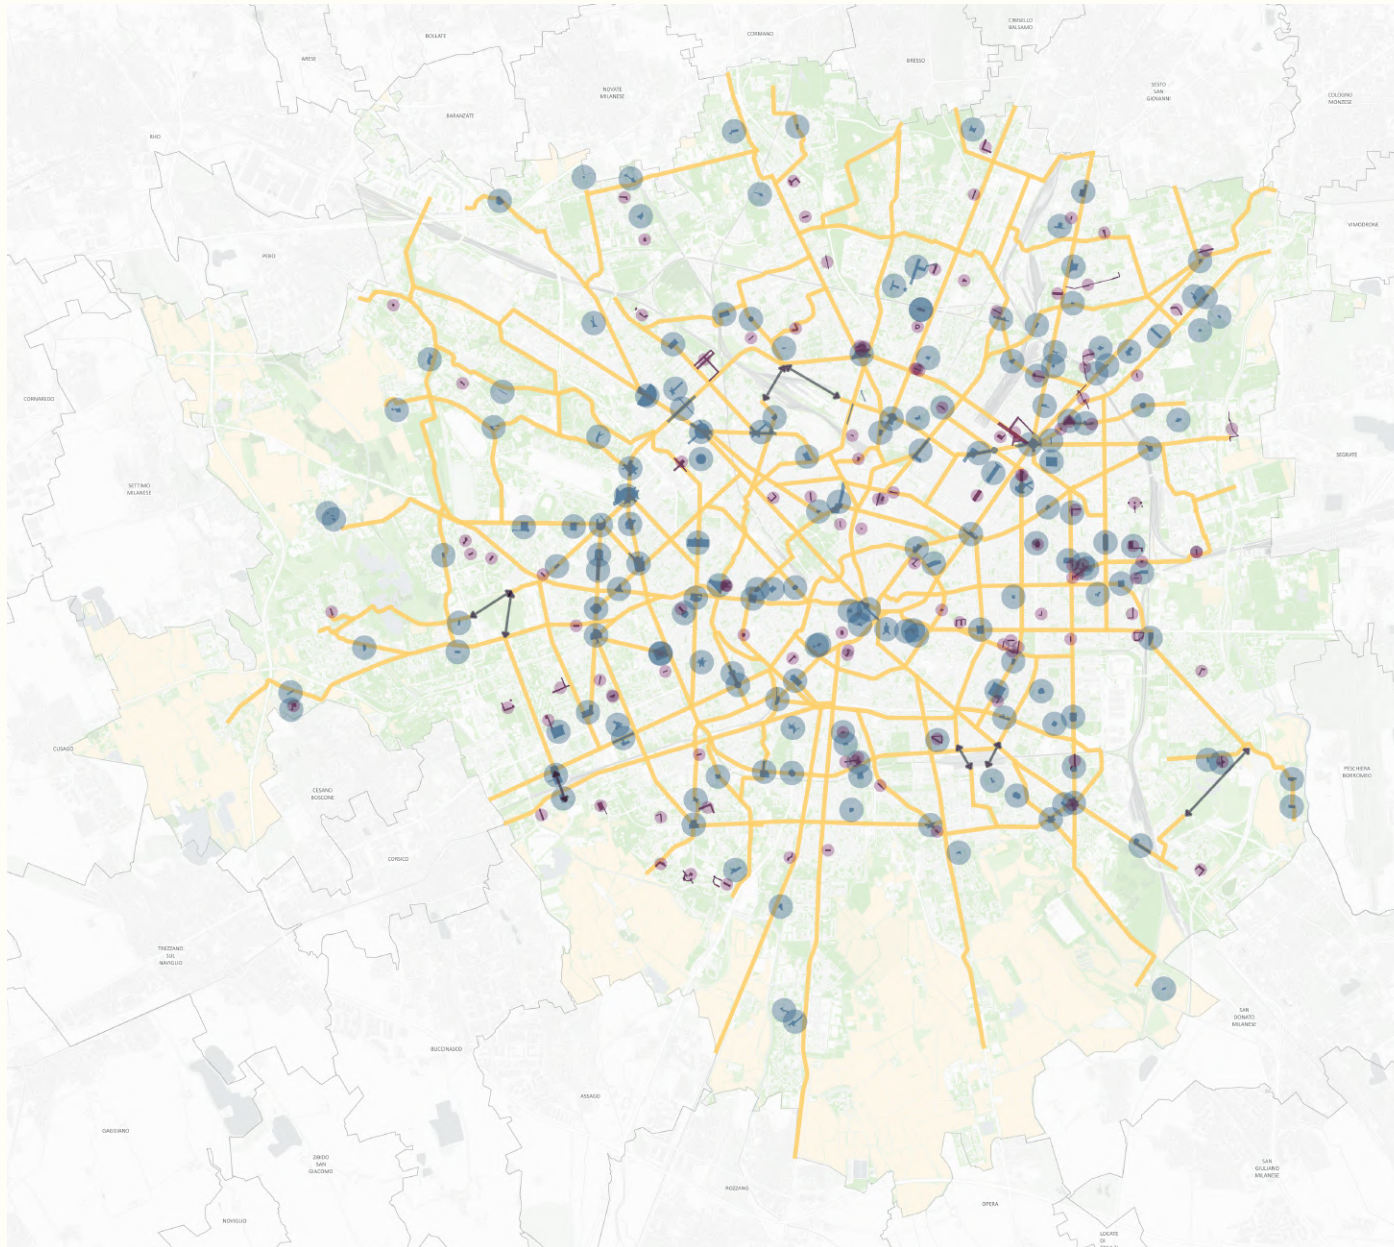 CINISELLO
BALSAMO
BOLLATE
CORMANO
ARESE
BRESSO
NOVATE
MILANESE
SESTO
SAN
GIOVANNI
COLOGNO
MONZESE
BARANZATE
RHO
VIMODRONE
PERO
CORNAREDO
SEGRATE
SETTIMO
MILANESE
CUSAGO
PESCHIERA
BORROMEO
CESANO
BOSCONE
CORSICO
TREZZANO
SUL
NAVIGLIO
SAN
DONATO
MILANESE
BUCCINASCO
ASSAGO
GAGGIANO
ZIBIDO
SAN
GIACOMO
SAN
GIULIANO
MILANESE
ROZZANO
OPERA
NOVIGLIO
LOCATE
DI